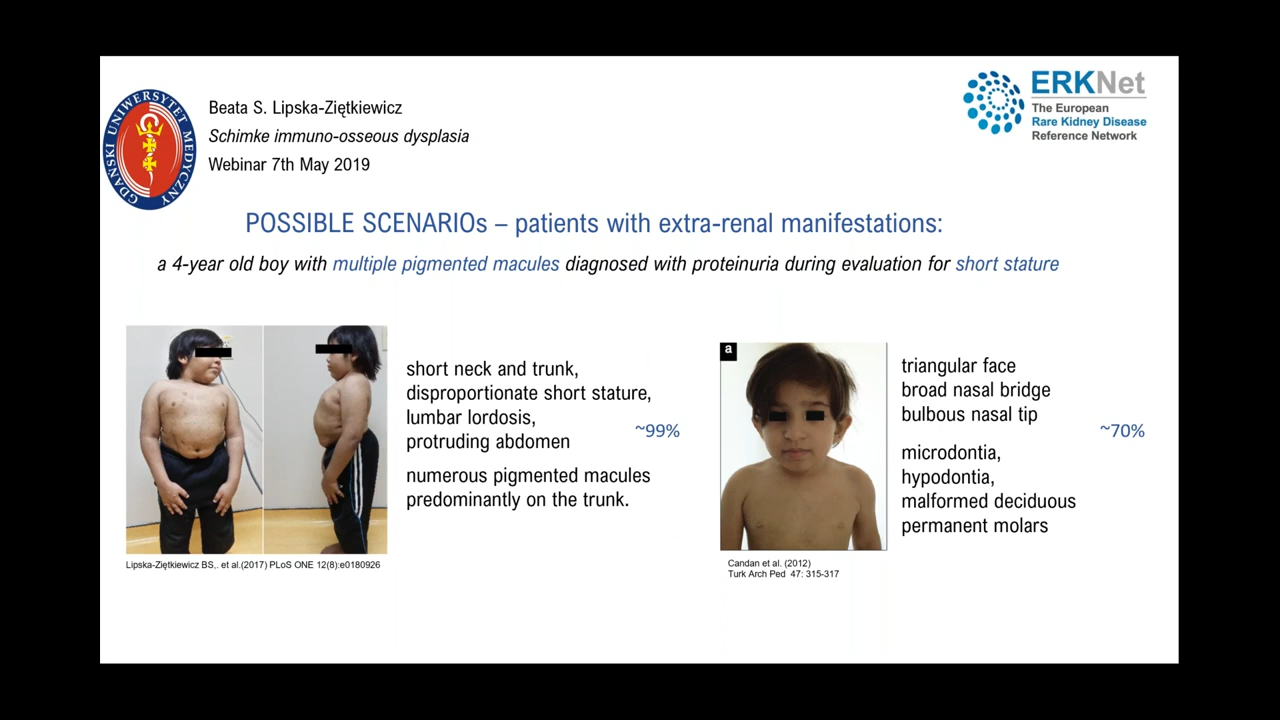 GDAŃSKI UNIWERSYTET MEDYCZNY
Beata S. Lipska-Ziętkiewicz
Schimke immuno-osseous dysplasia
Webinar 7th May 2019
ERKNet
The European
Rare Kidney Disease
Reference Network
POSSIBLE SCENARIOs – patients with extra-renal manifestations:
a 4-year old boy with multiple pigmented macules diagnosed with proteinuria during evaluation for short stature
short neck and trunk,
disproportionate short stature,
lumbar lordosis,
protruding abdomen
~99%
numerous pigmented macules
predominantly on the trunk.
Lipska-Ziętkiewicz BS,. et al.(2017) PLoS ONE 12(8):e0180926
a
triangular face
broad nasal bridge
bulbous nasal tip
~70%
microdontia,
hypodontia,
malformed deciduous
permanent molars
Candan et al. (2012)
Turk Arch Ped 47: 315-317